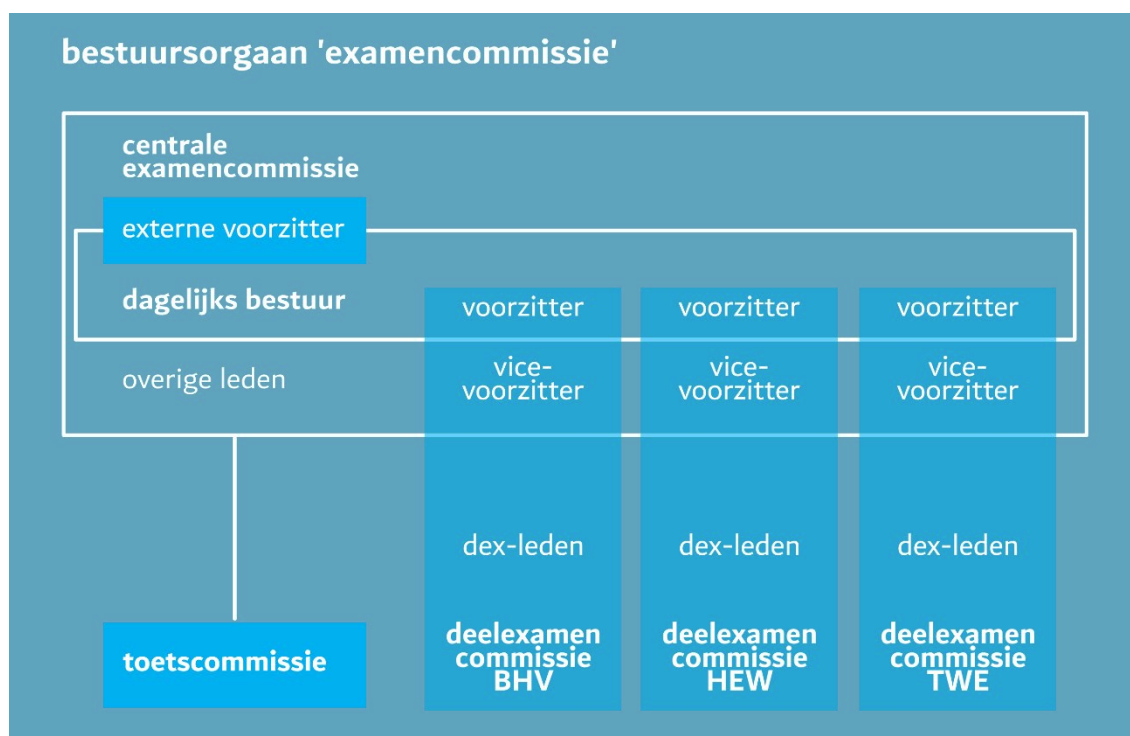 bestuursorgaan 'examencommissie'
centrale
examencommissie
externe voorzitter
dagelijks bestuur
voorzitter
voorzitter
voorzitter
overige leden
vice-
voorzitter
vice-
voorzitter
vice-
voorzitter
dex-leden
dex-leden
dex-leden
toetscommissie
deelexamen
commissie
BHV
deelexamen
commissie
HEW
deelexamen
commissie
TWE